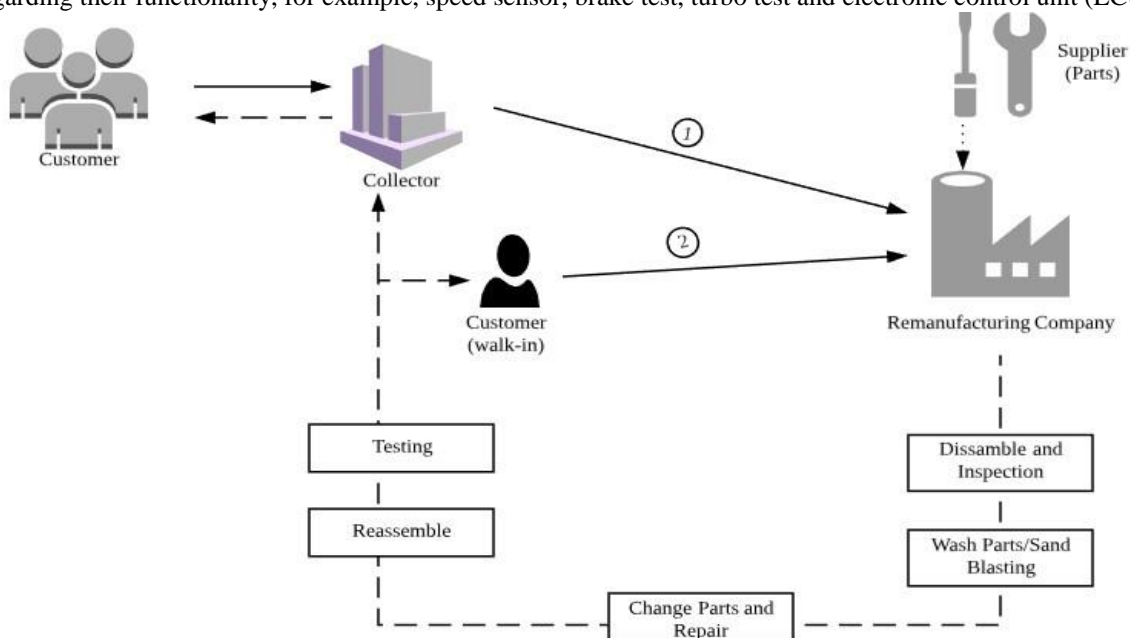 garding their functionality, for example, speed sensor, brake test, turbo test and electronic control unit (EC
Supplier
(Parts)
Customer
Collector
1
2
Customer
(walk-in)
Remanufacturing Company
Testing
Dissamble and
Inspection
Reassemble
Wash Parts/Sand
Blasting
Change Parts and
Repair